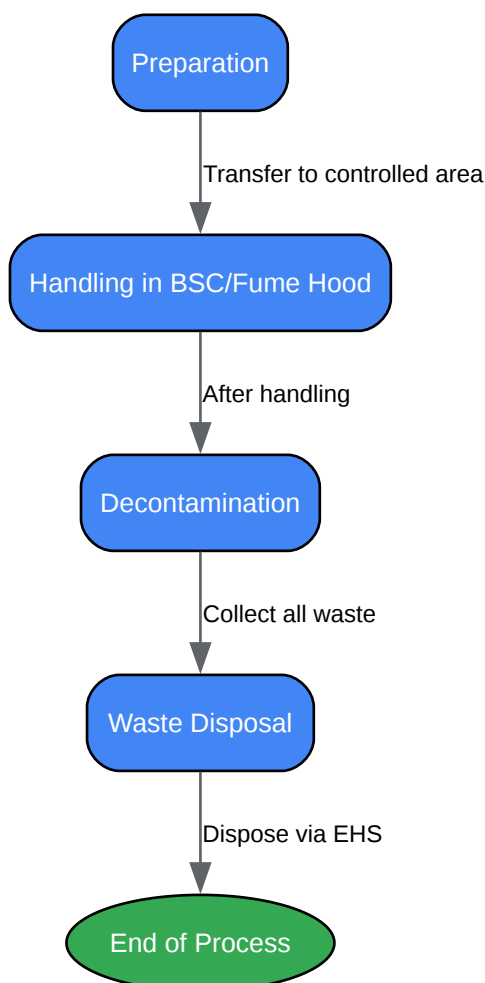 Preparation
Transfer to controlled area
Handling in BSC/Fume Hood
After handling
Decontamination
Collect all waste
Waste Disposal
Dispose via EHS
End of Process